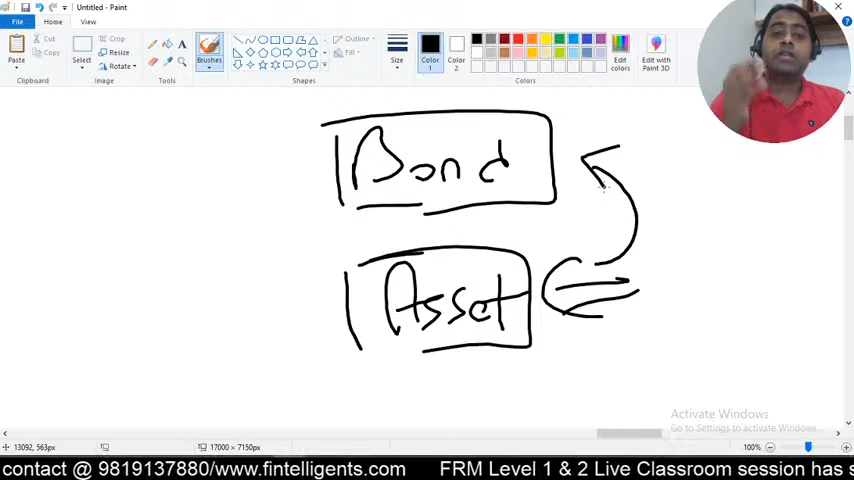 Untitled - Paint
File Home View
Paste Cut Copy
Clipboard
Select Crop Resize Rotate
Image
Tools
Brushes
Outline Fill
Shapes
Size
Color 1 Color 2
Colors
Edit colors
Edit with Paint 3D
Bond
Asset
Activate Windows
Go to Settings to activate Windows.
13092, 563px 17000 × 7150px 100%
contact @ 9819137880/www.fintelligents.com FRM Level 1 & 2 Live Classroom session has s